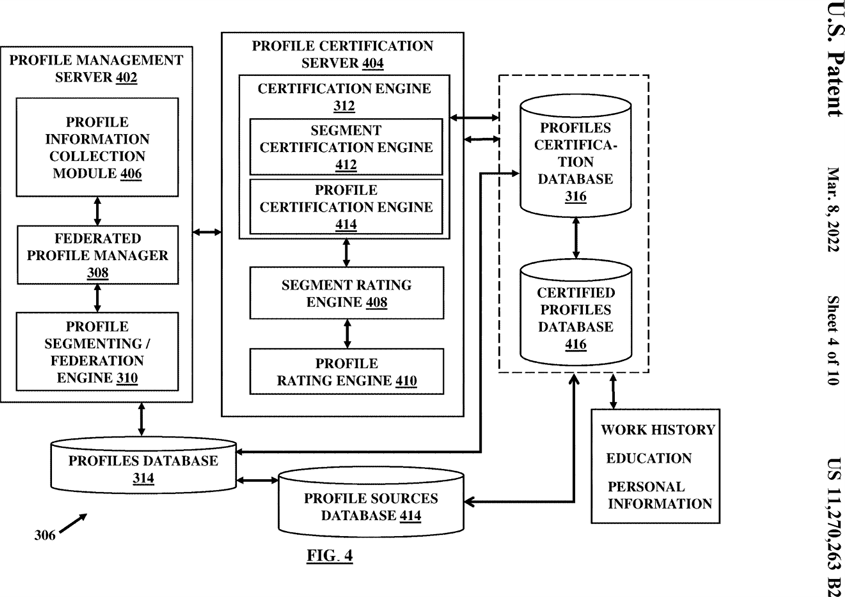 U.S. Patent
Mar. 8, 2022
Sheet 4 of 10
US 11,270,263 B2
PROFILE MANAGEMENT
SERVER 402
PROFILE
INFORMATION
COLLECTION
MODULE 406
FEDERATED
PROFILE MANAGER
308
PROFILE
SEGMENTING /
FEDERATION
ENGINE 310
PROFILE CERTIFICATION
SERVER 404
CERTIFICATION ENGINE
312
SEGMENT
CERTIFICATION ENGINE
412
PROFILE
CERTIFICATION ENGINE
414
SEGMENT RATING
ENGINE 408
PROFILE
RATING ENGINE 410
PROFILES
CERTIFICA-
TION
DATABASE
316
CERTIFIED
PROFILES
DATABASE
416
WORK HISTORY
EDUCATION
PERSONAL
INFORMATION
PROFILES DATABASE
314
PROFILE SOURCES
DATABASE 414
306
FIG. 4